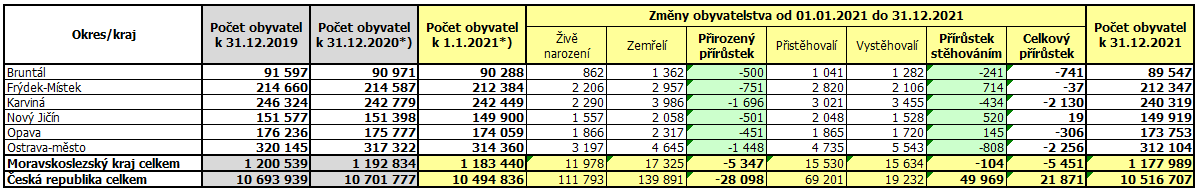 Okres/kraj Počet obyvatel k 31.12.2019 Počet obyvatel k 31.12.2020*) Počet obyvatel k 1.1.2021*) Změny obyvatelstva od 01.01.2021 do 31.12.2021 Počet obyvatel k 31.12.2021
Živě narození Zemřelí Přirozený přírůstek Přistěhovalí Vystěhovalí Přírůstek stěhováním Celkový přírůstek
Bruntál 91 597 90 971 90 288 862 1 362 -500 1 041 1 282 -241 -741 89 547
Frýdek-Místek 214 660 214 587 212 384 2 206 2 957 -751 2 820 2 106 714 -37 212 347
Karviná 246 324 242 779 242 449 2 290 3 986 -1 696 3 021 3 455 -434 -2 130 240 319
Nový Jičín 151 577 151 398 149 900 1 557 2 058 -501 2 048 1 528 520 19 149 919
Opava 176 236 175 777 174 059 1 866 2 317 -451 1 865 1 720 145 -306 173 753
Ostrava-město 320 145 317 322 314 360 3 197 4 645 -1 448 4 735 5 543 -808 -2 256 312 104
Moravskoslezský kraj celkem 1 200 539 1 192 834 1 183 440 11 978 17 325 -5 347 15 530 15 634 -104 -5 451 1 177 989
Česká republika celkem 10 693 939 10 701 777 10 494 836 111 793 139 891 -28 098 69 201 19 232 49 969 21 871 10 516 707